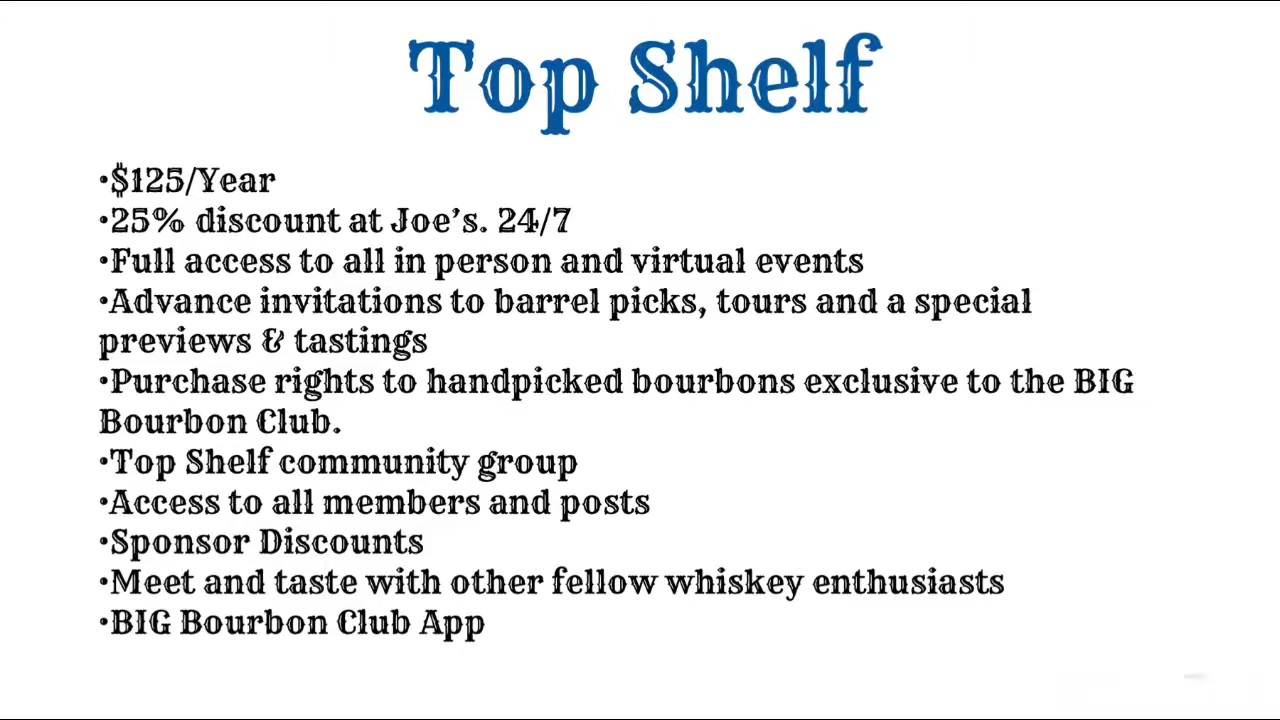 Top Shelf
•$125/Year
•25% discount at Joe’s. 24/7
•Full access to all in person and virtual events
•Advance invitations to barrel picks, tours and a special
previews & tastings
•Purchase rights to handpicked bourbons exclusive to the BIG
Bourbon Club.
•Top Shelf community group
•Access to all members and posts
•Sponsor Discounts
•Meet and taste with other fellow whiskey enthusiasts
•BIG Bourbon Club App